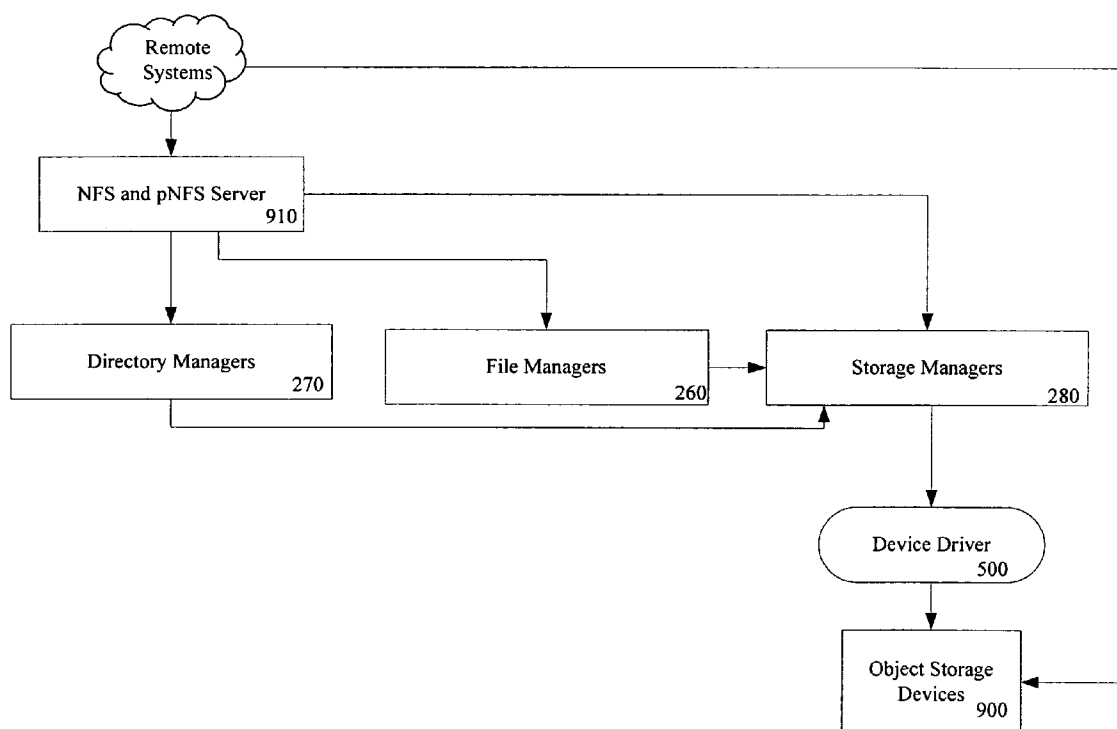 Remote
Systems
NFS and pNFS Server
910
Directory Managers
270
File Managers
260
Storage Managers
280
Device Driver
500
Object Storage
Devices
900